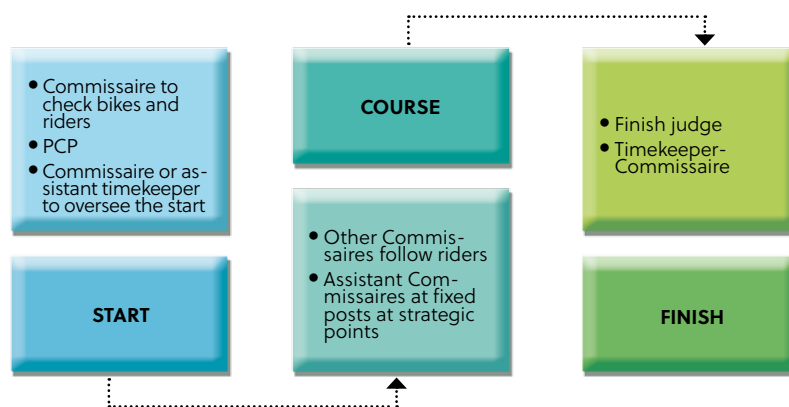 • Commissaire to
check bikes and
riders
• PCP
• Commissaire or as-
sistant timekeeper
to oversee the start
START
COURSE
• Other Commis-
saires follow riders
• Assistant Com-
missaires at fixed
posts at strategic
points
• Finish judge
• Timekeeper-
Commissaire
FINISH